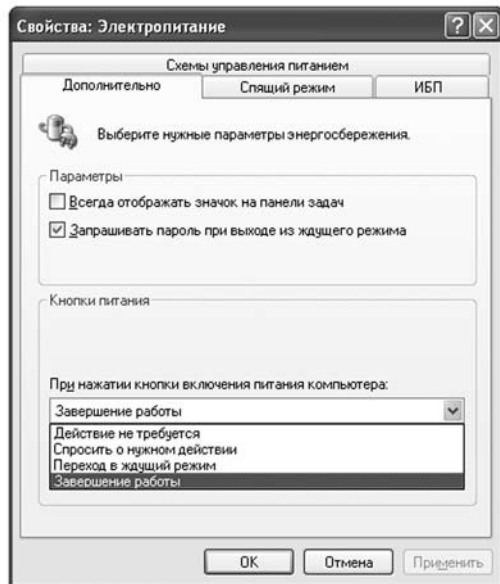 Свойства: Электропитание
Схемы управления питанием
Дополнительно Спящий режим ИБП
Выберите нужные параметры энергосбережения.
Параметры
Всегда отображать значок на панели задач
Запрашивать пароль при выходе из ждущего режима
Кнопки питания
При нажатии кнопки включения питания компьютера:
Завершение работы
Действие не требуется
Спросить о нужном действии
Переход в ждущий режим
Завершение работы
ОК Отмена Применить